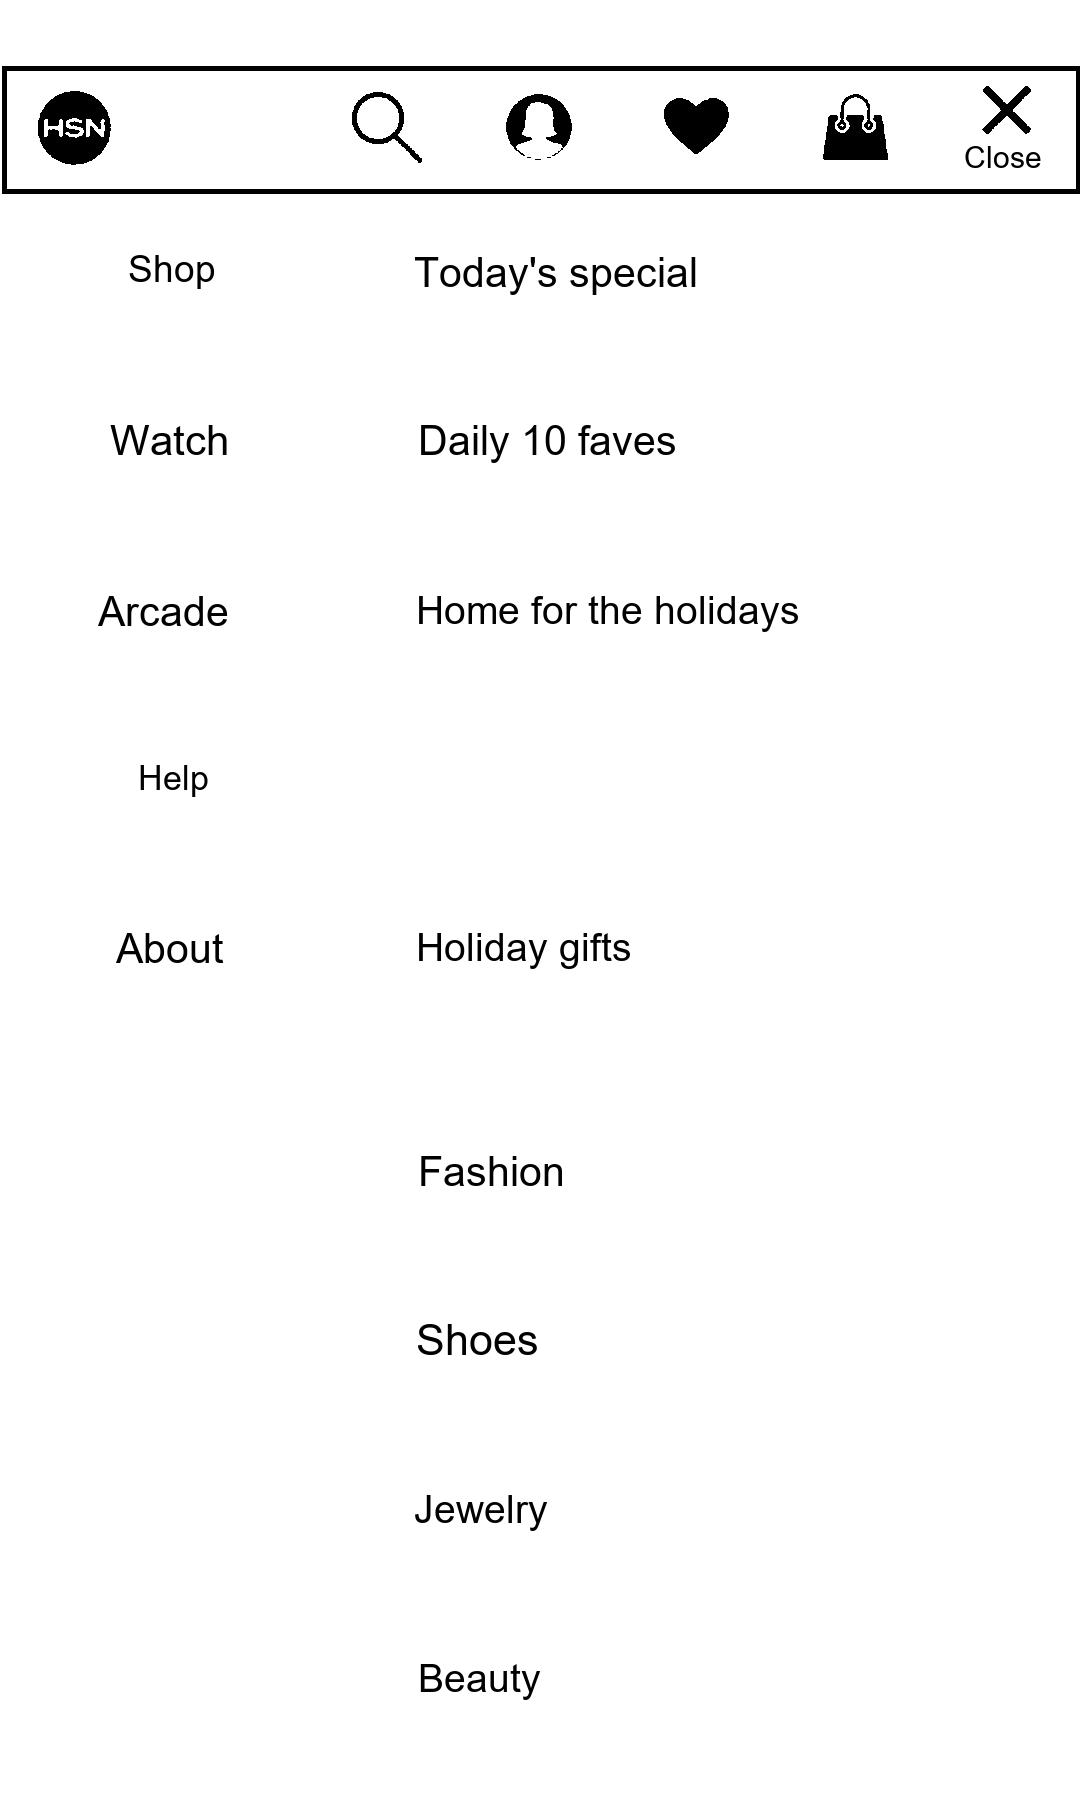 HSN
Close
Shop
Watch
Arcade
Help
About
Today's special
Daily 10 faves
Home for the holidays
Holiday gifts
Fashion
Shoes
Jewelry
Beauty